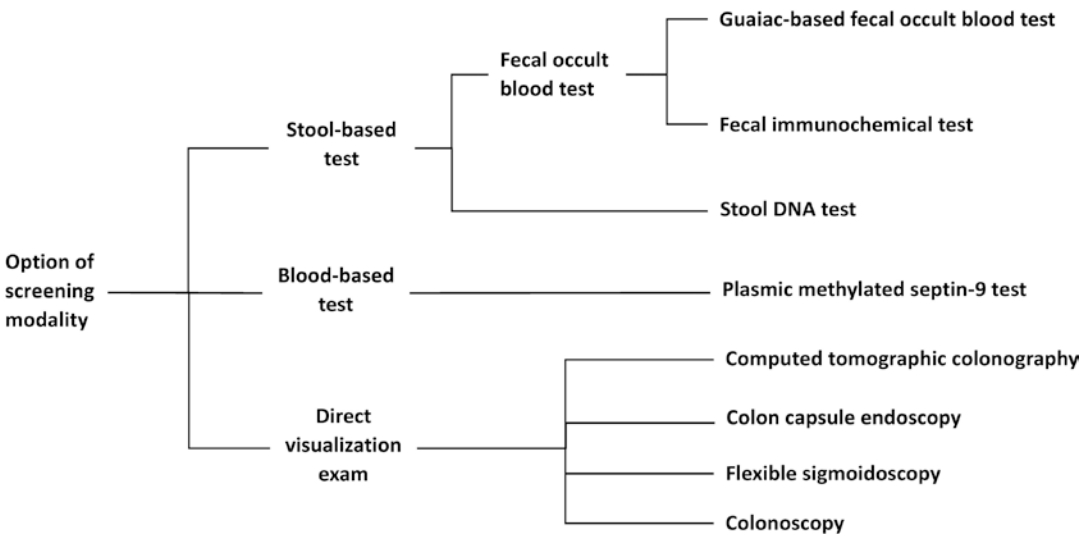 Guaiac-based fecal occult blood test
Fecal occult
blood test
Fecal immunochemical test
Stool-based
test
Stool DNA test
Option of
screening
modality
Blood-based
test
Plasmic methylated septin-9 test
Computed tomographic colonography
Direct
visualization
exam
Colon capsule endoscopy
Flexible sigmoidoscopy
Colonoscopy